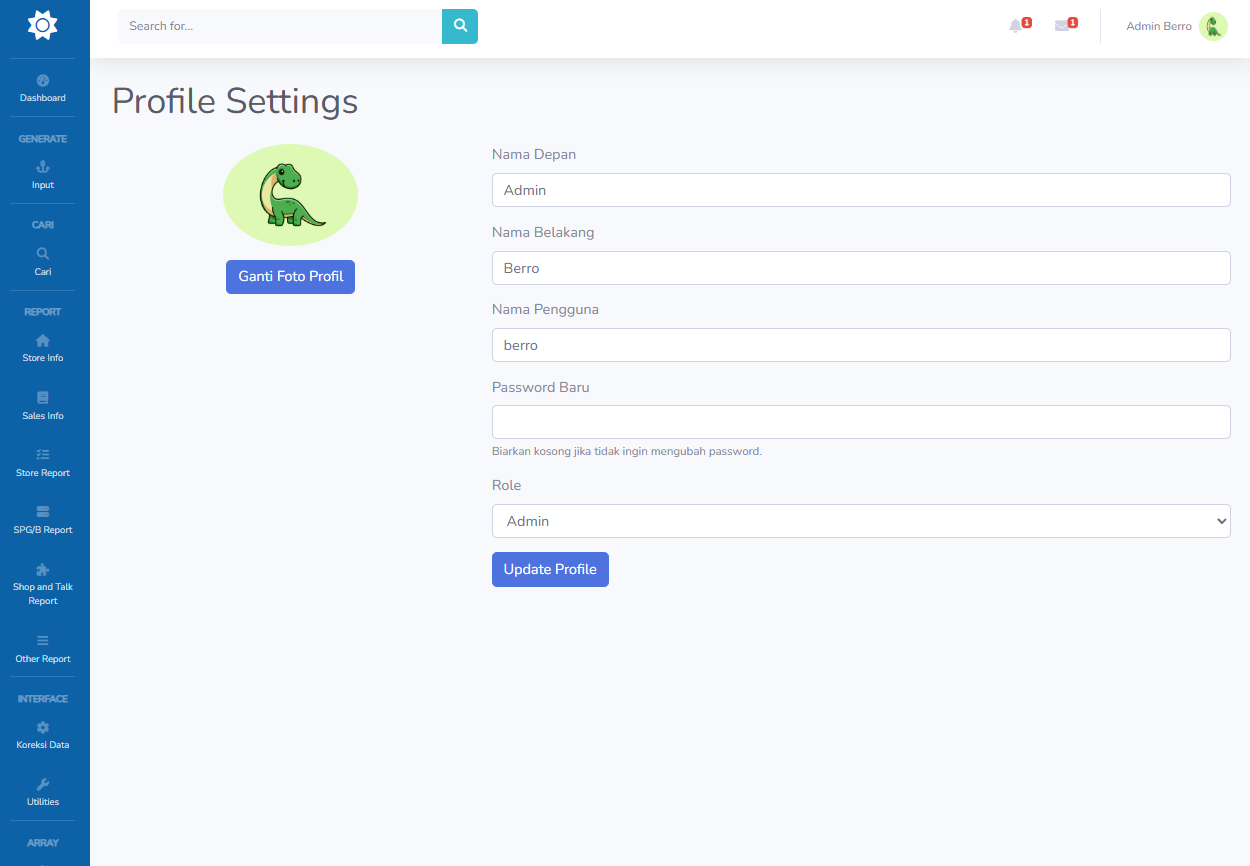 Search for...
1
1
Admin Berro
Dashboard
GENERATE
Input
CARI
Cari
REPORT
Store Info
Sales Info
Store Report
SPG/B Report
Shop and Talk
Report
Other Report
INTERFACE
Koreksi Data
Utilities
ARRAY
Profile Settings
Ganti Foto Profil
Nama Depan
Admin
Nama Belakang
Berro
Nama Pengguna
berro
Password Baru
Biarkan kosong jika tidak ingin mengubah password.
Role
Admin
Update Profile